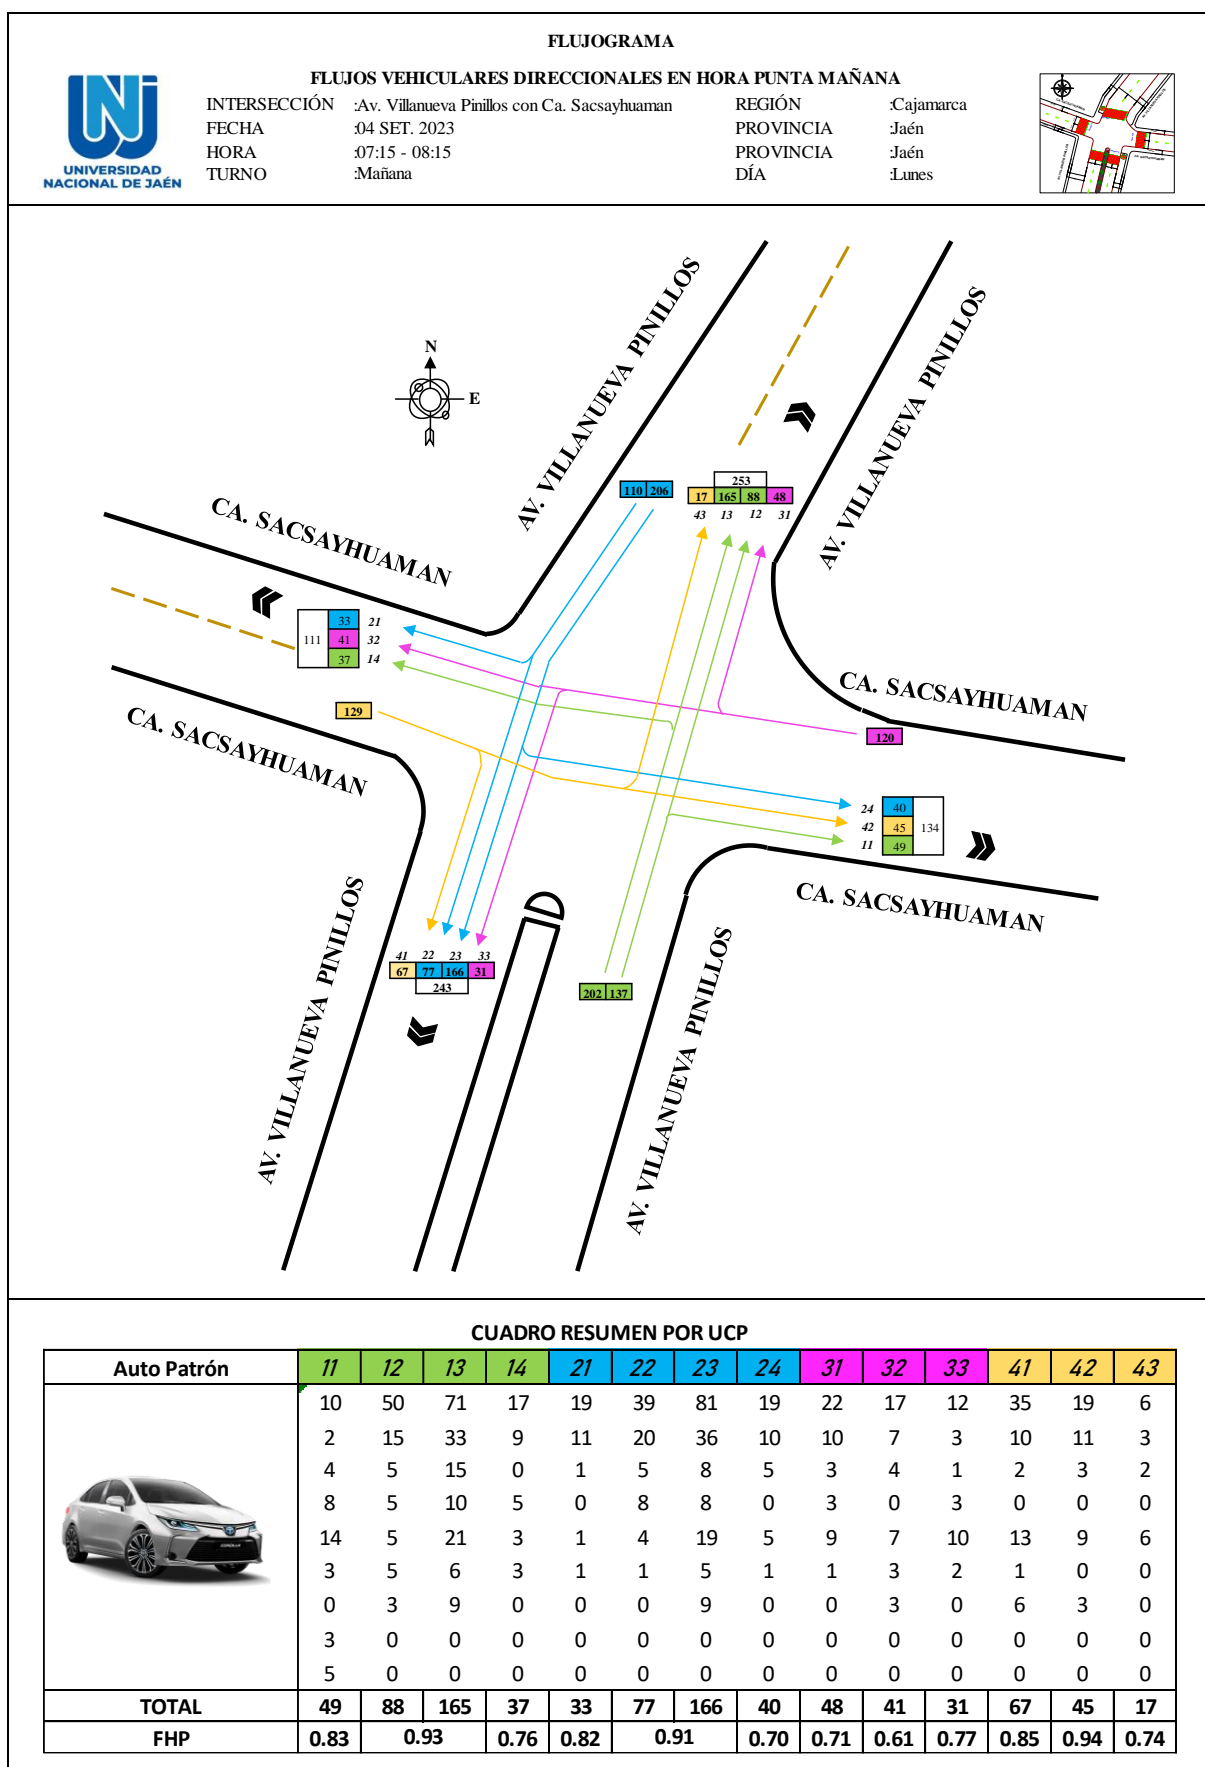 FLUJOGRAMA
FLUJOS VEHICULARES DIRECCIONALES EN HORA PUNTA MAÑANA
UNJ
UNIVERSIDAD
NACIONAL DE JAÉN
INTERSECCIÓN :Av. Villanueva Pinillos con Ca. Sacsayhuaman REGIÓN :Cajamarca
FECHA :04 SET. 2023 PROVINCIA :Jaén
HORA :07:15 - 08:15 PROVINCIA :Jaén
TURNO :Mañana DÍA :Lunes
AV. VILLANUEVA PINILLOS
AV. VILLANUEVA PINILLOS
N
E
CA. SACSAYHUAMAN
253
110 206
17 165 88 48
43 13 12 31
33 21
111 41 32
37 14
CA. SACSAYHUAMAN
129
CA. SACSAYHUAMAN
120
24 40
42 45 134
11 49
CA. SACSAYHUAMAN
41 22 23 33
67 77 166 31
243
202 137
AV. VILLANUEVA PINILLOS
AV. VILLANUEVA PINILLOS
CUADRO RESUMEN POR UCP
Auto Patrón 11 12 13 14 21 22 23 24 31 32 33 41 42 43
10 50 71 17 19 39 81 19 22 17 12 35 19 6
2 15 33 9 11 20 36 10 10 7 3 10 11 3
4 5 15 0 1 5 8 5 3 4 1 2 3 2
8 5 10 5 0 8 8 0 3 0 3 0 0 0
14 5 21 3 1 4 19 5 9 7 10 13 9 6
3 5 6 3 1 1 5 1 1 3 2 1 0 0
0 3 9 0 0 0 9 0 0 3 0 6 3 0
3 0 0 0 0 0 0 0 0 0 0 0 0 0
5 0 0 0 0 0 0 0 0 0 0 0 0 0
TOTAL 49 88 165 37 33 77 166 40 48 41 31 67 45 17
FHP 0.83 0.93 0.76 0.82 0.91 0.70 0.71 0.61 0.77 0.85 0.94 0.74